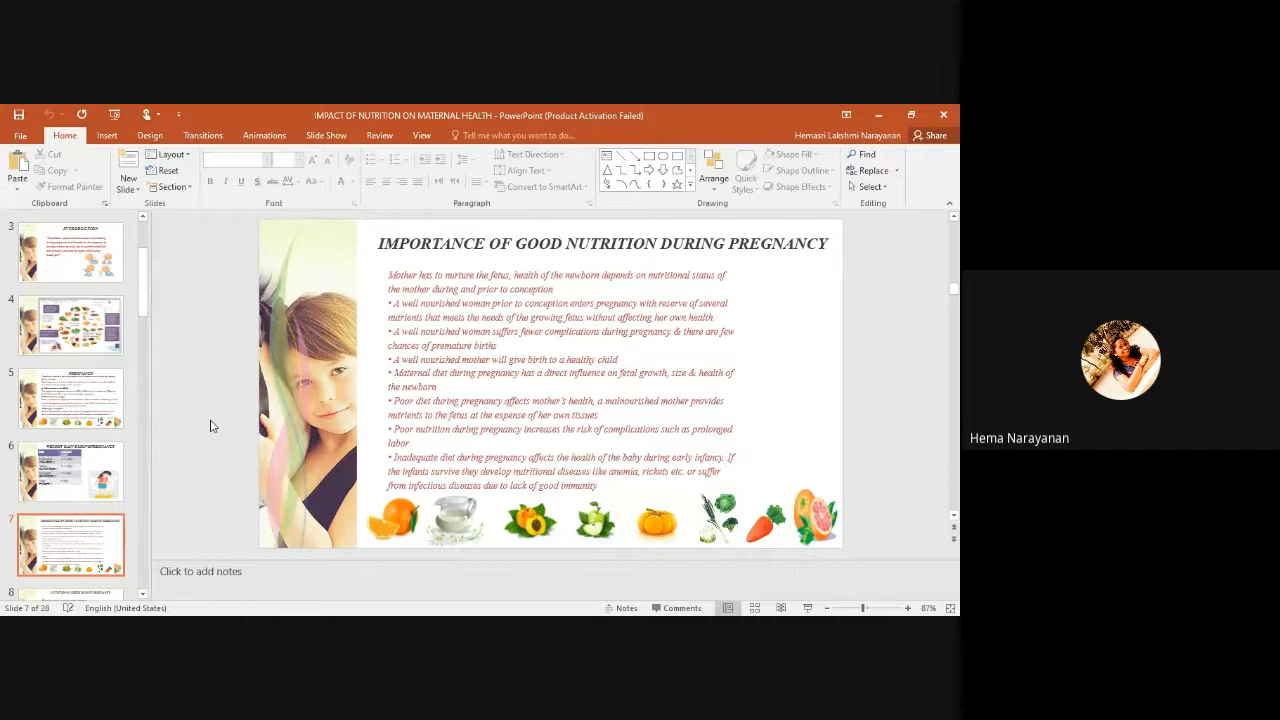 IMPACT OF NUTRITION ON MATERNAL HEALTH - PowerPoint (Product Activation Failed)
File Home Insert Design Transitions Animations Slide Show Review View Tell me what you want to do... Hemasri Lakshmi Narayanan Share
Paste
Cut
Copy
Format Painter
Clipboard
New Slide
Layout
Reset
Section
Slides
B I U S abc AV Aa A
Font
Text Direction
Align Text
Convert to SmartArt
Paragraph
Arrange
Quick Styles
Shape Fill
Shape Outline
Shape Effects
Drawing
Find
Replace
Select
Editing
3
INTRODUCTION
4
5
PREGNANCY
6
WEIGHT GAIN DURING PREGNANCY
7
IMPORTANCE OF GOOD NUTRITION DURING PREGNANCY
8
IMPORTANCE OF GOOD NUTRITION DURING PREGNANCY
Mother has to nurture the fetus, health of the newborn depends on nutritional status of
the mother during and prior to conception
• A well nourished woman prior to conception enters pregnancy with reserve of several
nutrients that meets the needs of the growing fetus without affecting her own health
• A well nourished woman suffers fewer complications during pregnancy & there are few
chances of premature births
• A well nourished mother will give birth to a healthy child
• Maternal diet during pregnancy has a direct influence on fetal growth, size & health of
the newborn
• Poor diet during pregnancy affects mother's health, a malnourished mother provides
nutrients to the fetus at the expense of her own tissues
• Poor nutrition during pregnancy increases the risk of complications such as prolonged
labor
• Inadequate diet during pregnancy affects the health of the baby during early infancy. If
the infants survive they develop nutritional diseases like anemia, rickets etc. or suffer
from infectious diseases due to lack of good immunity
Click to add notes
Slide 7 of 28 English (United States) Notes Comments 87%
Hema Narayanan